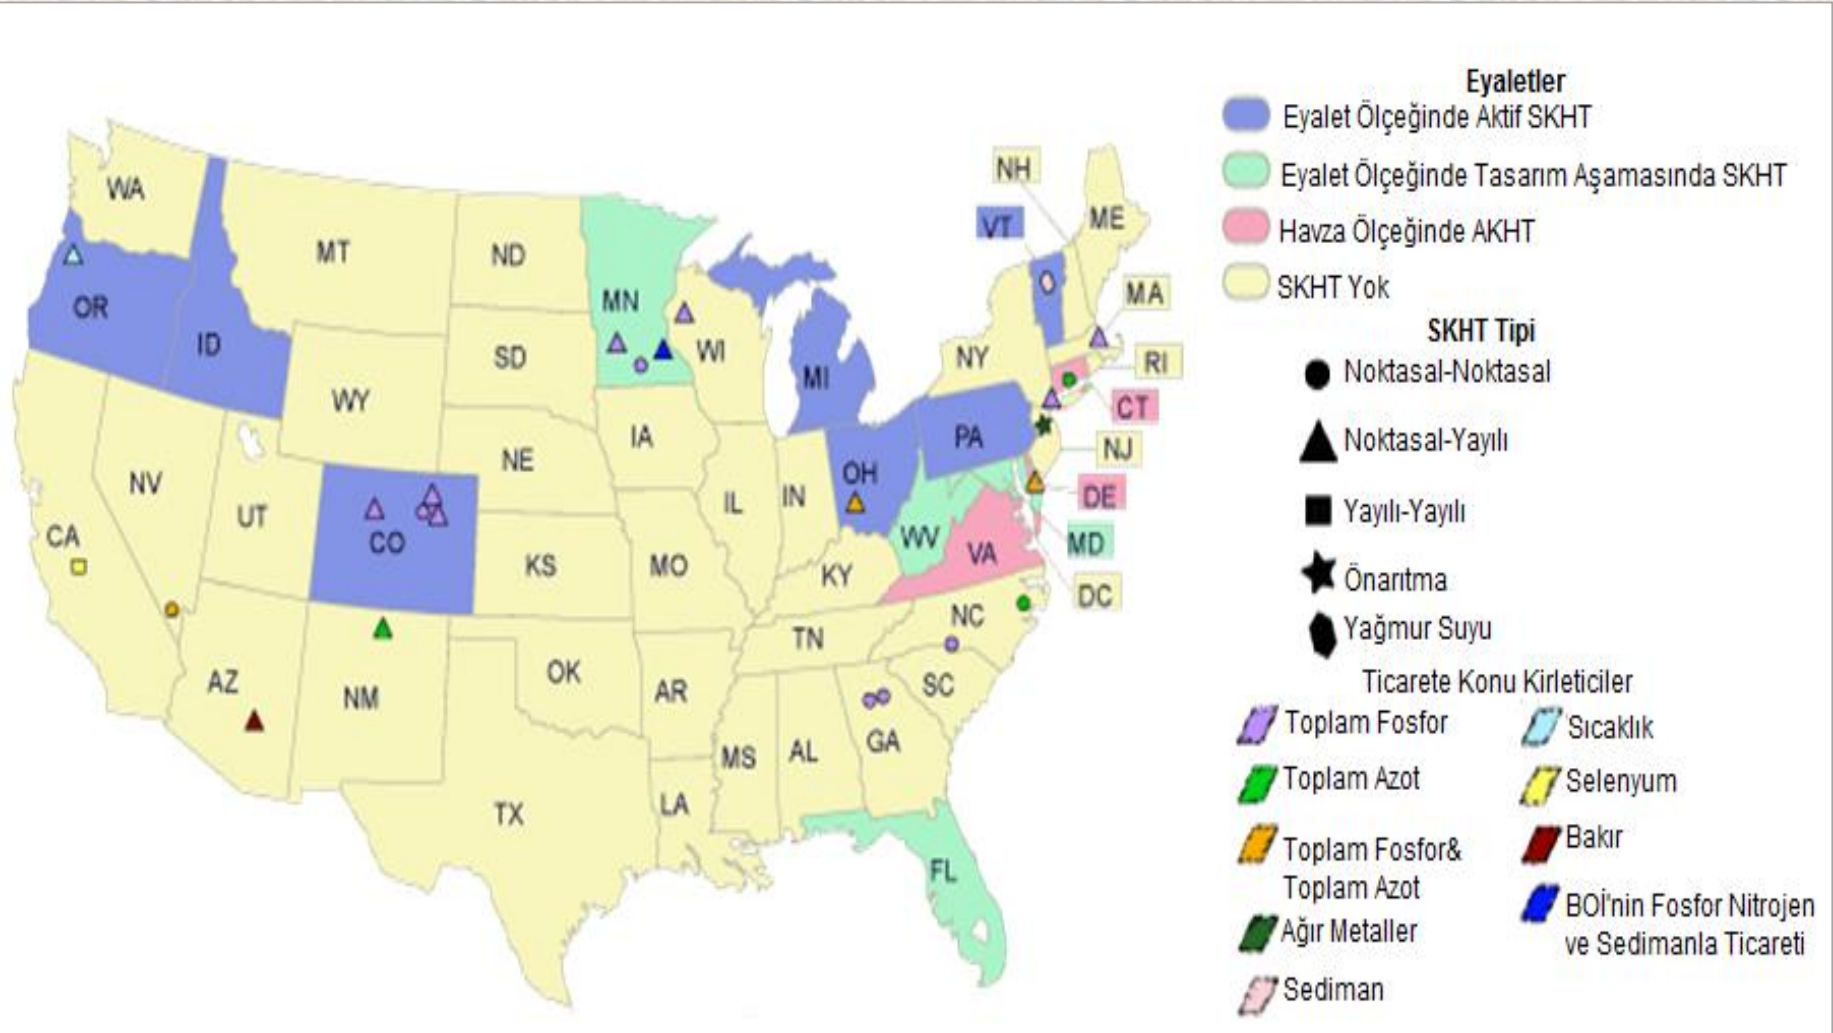 WA
MT
ND
MN
OR
ID
SD
WI
WY
IA
NE
NV
UT
CA
CO
KS
MO
IL
IN
MI
OH
KY
WV
VA
PA
NY
VT
NH
ME
MA
RI
CT
NJ
DE
MD
DC
NC
TN
SC
GA
AL
MS
AR
LA
OK
TX
NM
AZ
FL
Eyaletler
Eyalet Ölçeğinde Aktif SKHT
Eyalet Ölçeğinde Tasarım Aşamasında SKHT
Havza Ölçeğinde AKHT
SKHT Yok
SKHT Tipi
Noktasal-Noktasal
Noktasal-Yayılı
Yayılı-Yayılı
Önarıtma
Yağmur Suyu
Ticarete Konu Kirleticiler
Toplam Fosfor
Toplam Azot
Toplam Fosfor&
Toplam Azot
Ağır Metaller
Sediman
Sıcaklık
Selenyum
Bakır
BOİ'nin Fosfor Nitrojen
ve Sedimanla Ticareti